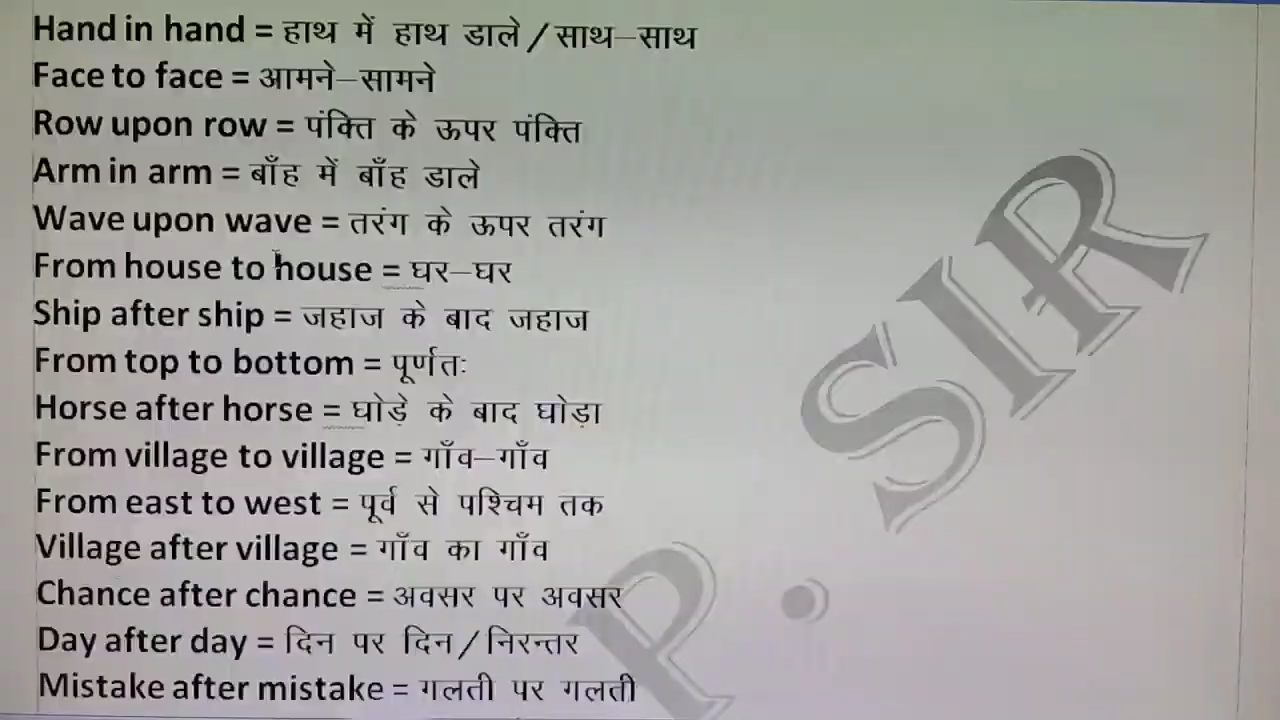 Hand in hand = हाथ में हाथ डाले / साथ–साथ
Face to face = आमने–सामने
Row upon row = पंक्ति के ऊपर पंक्ति
Arm in arm = बाँह में बाँह डाले
Wave upon wave = तरंग के ऊपर तरंग
From house to house = घर–घर
Ship after ship = जहाज के बाद जहाज
From top to bottom = पूर्णतः
Horse after horse = घोड़े के बाद घोड़ा
From village to village = गाँव–गाँव
From east to west = पूर्व से पश्चिम तक
Village after village = गाँव का गाँव
Chance after chance = अवसर पर अवसर
Day after day = दिन पर दिन / निरन्तर
Mistake after mistake = गलती पर गलती
P. SIR